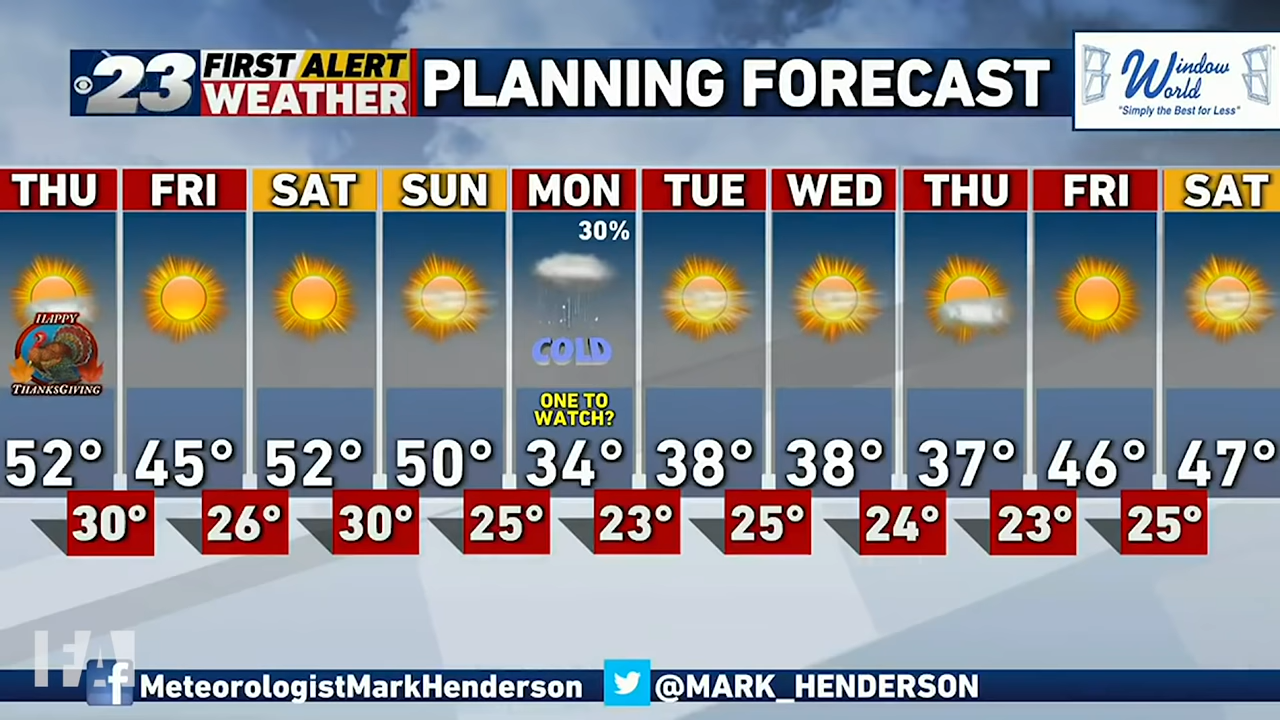 23 FIRST ALERT WEATHER PLANNING FORECAST
Window World
"Simply the Best for Less"
THU FRI SAT SUN MON TUE WED THU FRI SAT
30%
HAPPY
THANKSGIVING
COLD
ONE TO
WATCH?
52° 45° 52° 50° 34° 38° 38° 37° 46° 47°
30° 26° 30° 25° 23° 25° 24° 23° 25°
f MeteorologistMarkHenderson @MARK_HENDERSON